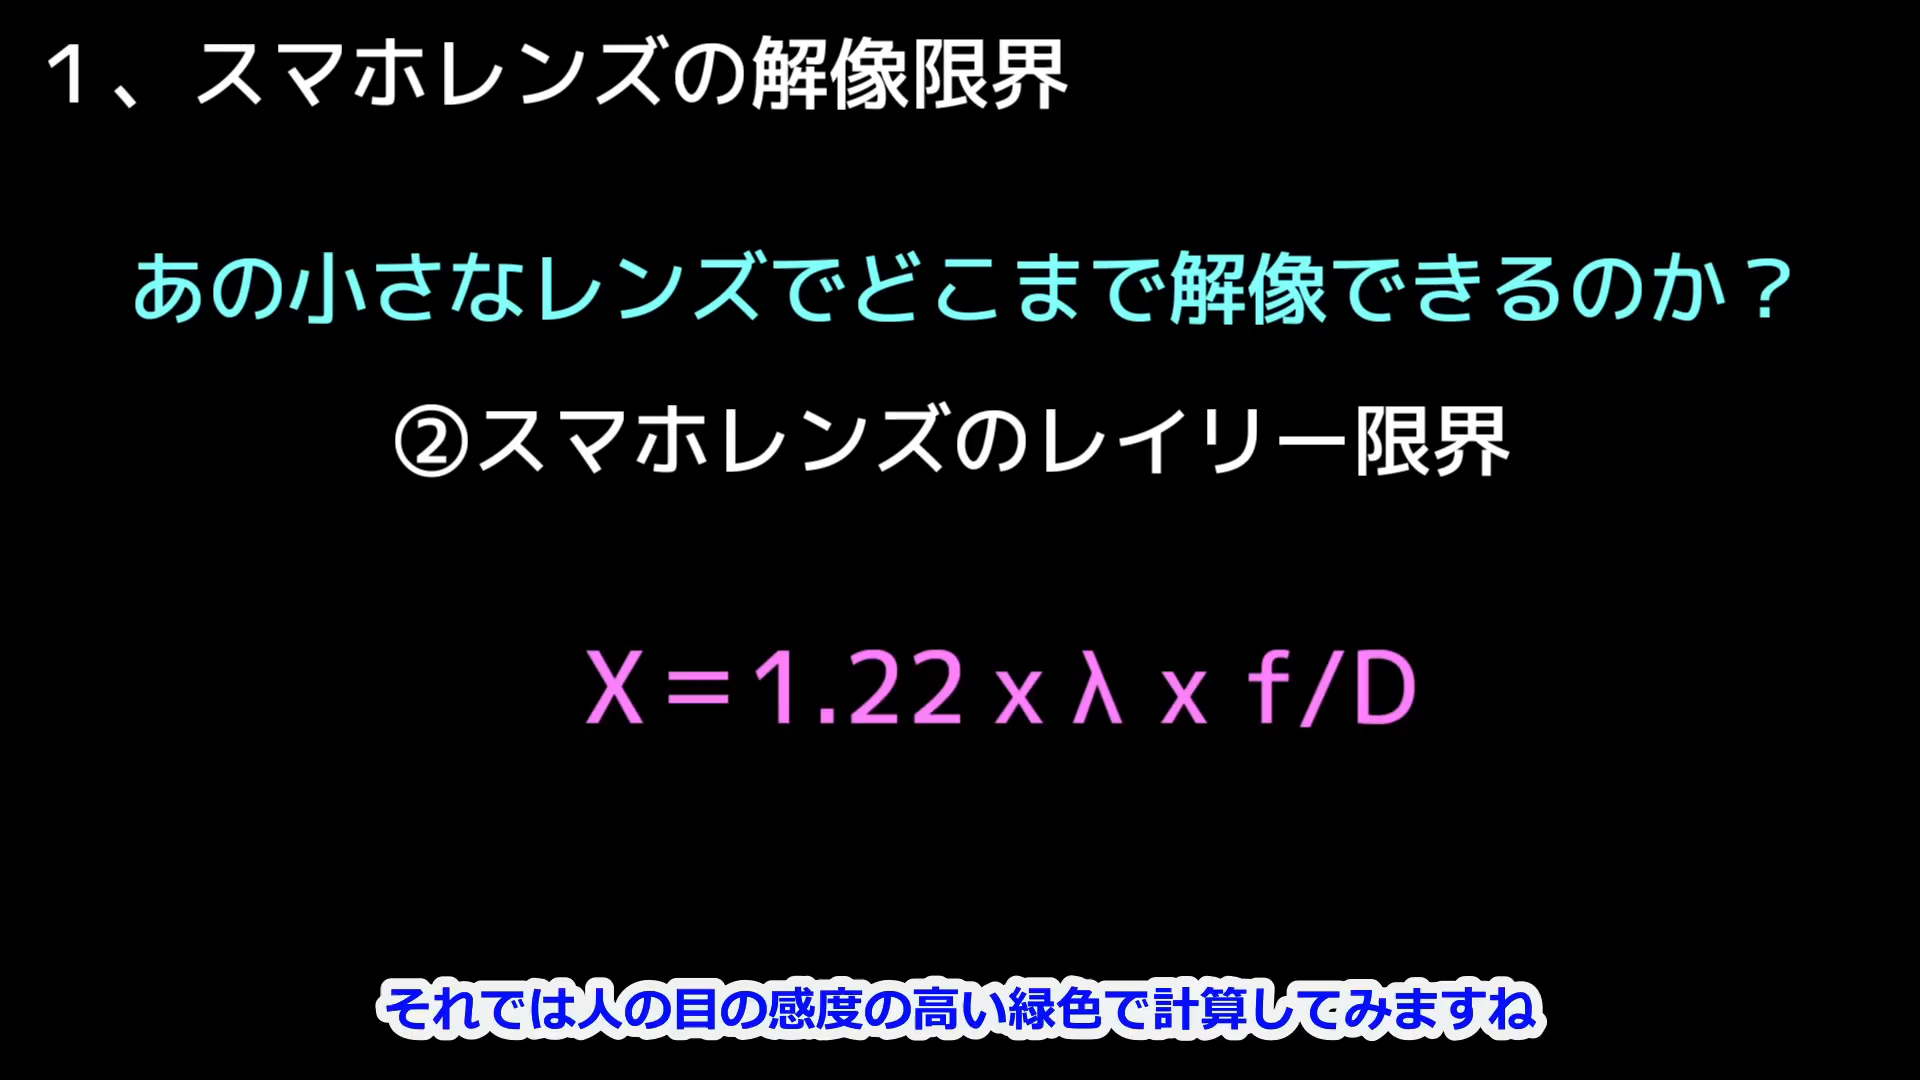 １、スマホレンズの解像限界
あの小さなレンズでどこまで解像できるのか？
②スマホレンズのレイリー限界
X＝1.22 x λ x f/D
それでは人の目の感度の高い緑色で計算してみますね